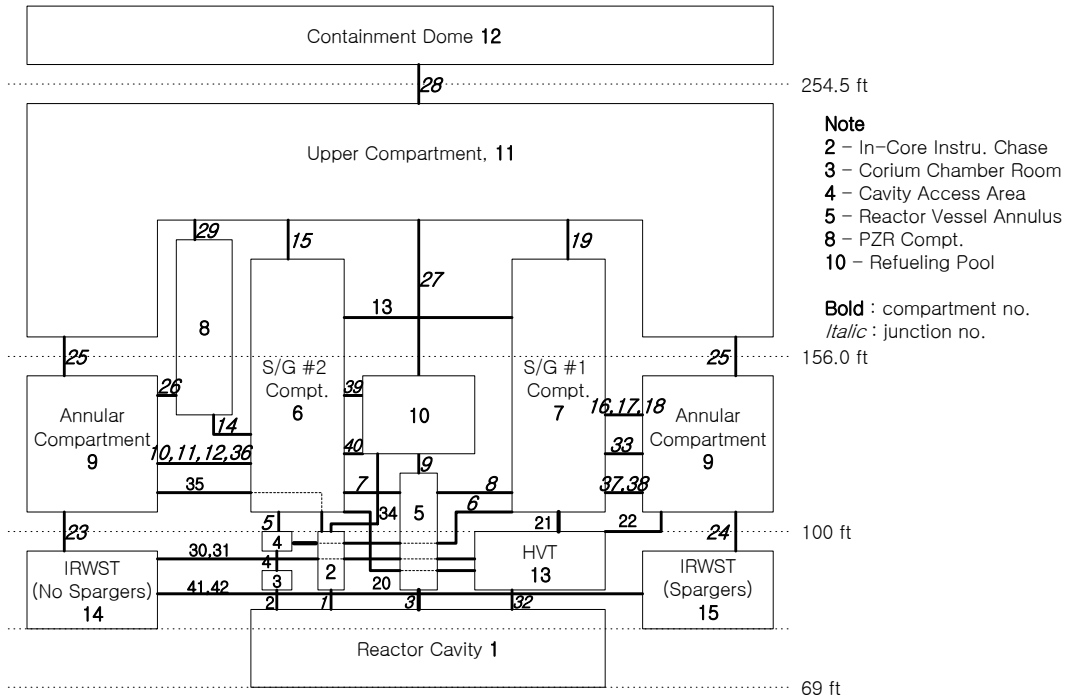 Containment Dome 12
28
254.5 ft
Note
2 - In-Core Instru. Chase
3 - Corium Chamber Room
4 - Cavity Access Area
5 - Reactor Vessel Annulus
8 - PZR Compt.
10 - Refueling Pool
Bold : compartment no.
Italic : junction no.
Upper Compartment, 11
29
15
27
19
13
8
25
25
156.0 ft
S/G #2
Compt.
6
S/G #1
Compt.
7
26
39
10
16,17,18
Annular
Compartment
9
Annular
Compartment
9
14
10,11,12,36
40
33
9
35
7
8
37,38
34
5
6
5
21
22
23
24
100 ft
4
HVT
13
30,31
IRWST
(No Spargers)
14
IRWST
(Spargers)
15
4
3
2
20
41,42
2
1
3
32
Reactor Cavity 1
69 ft